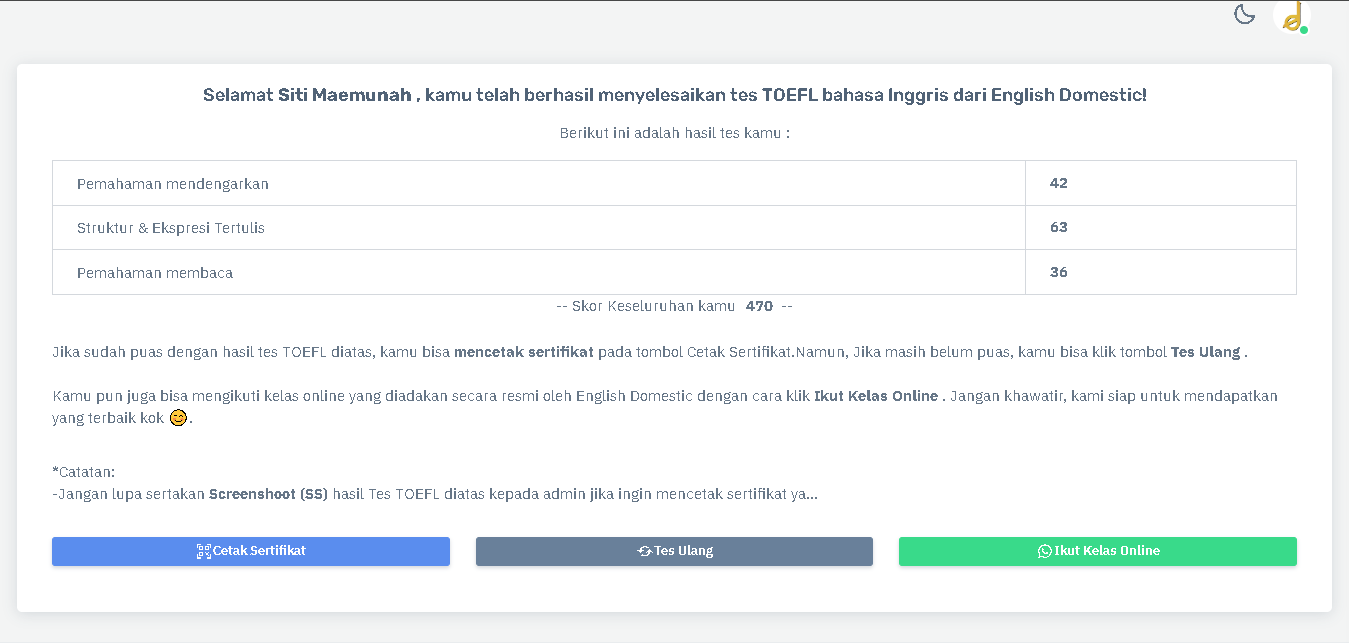 Selamat Siti Maemunah , kamu telah berhasil menyelesaikan tes TOEFL bahasa Inggris dari English Domestic!
Berikut ini adalah hasil tes kamu :
Pemahaman mendengarkan 42
Struktur & Ekspresi Tertulis 63
Pemahaman membaca 36
-- Skor Keseluruhan kamu 470 --
Jika sudah puas dengan hasil tes TOEFL diatas, kamu bisa mencetak sertifikat pada tombol Cetak Sertifikat.Namun, Jika masih belum puas, kamu bisa klik tombol Tes Ulang .
Kamu pun juga bisa mengikuti kelas online yang diadakan secara resmi oleh English Domestic dengan cara klik Ikut Kelas Online . Jangan khawatir, kami siap untuk mendapatkan
yang terbaik kok 😊.
*Catatan:
-Jangan lupa sertakan Screenshoot (SS) hasil Tes TOEFL diatas kepada admin jika ingin mencetak sertifikat ya...
Cetak Sertifikat
Tes Ulang
Ikut Kelas Online